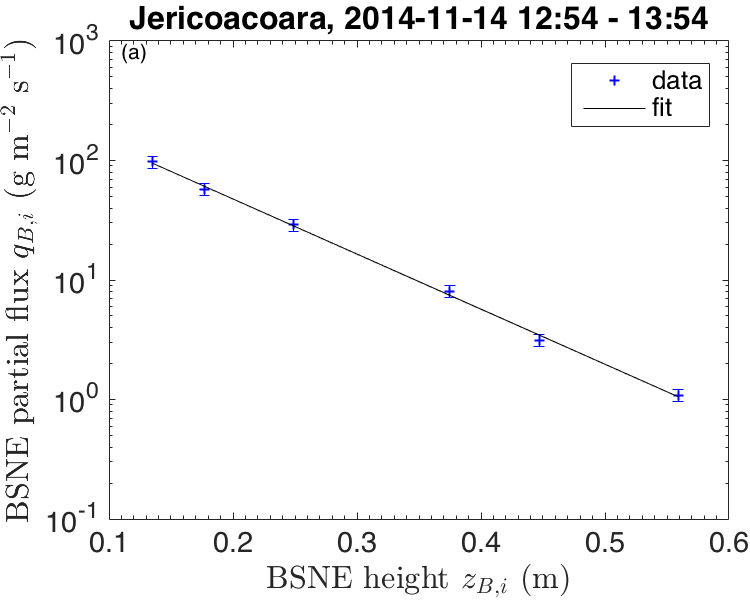 Jericoacoara, 2014-11-14 12:54 - 13:54
(a)
data
fit
10³
10²
10¹
10⁰
10⁻¹
0.1 0.2 0.3 0.4 0.5 0.6
BSNE partial flux q_{B,i} (g m⁻² s⁻¹)
BSNE height z_{B,i} (m)